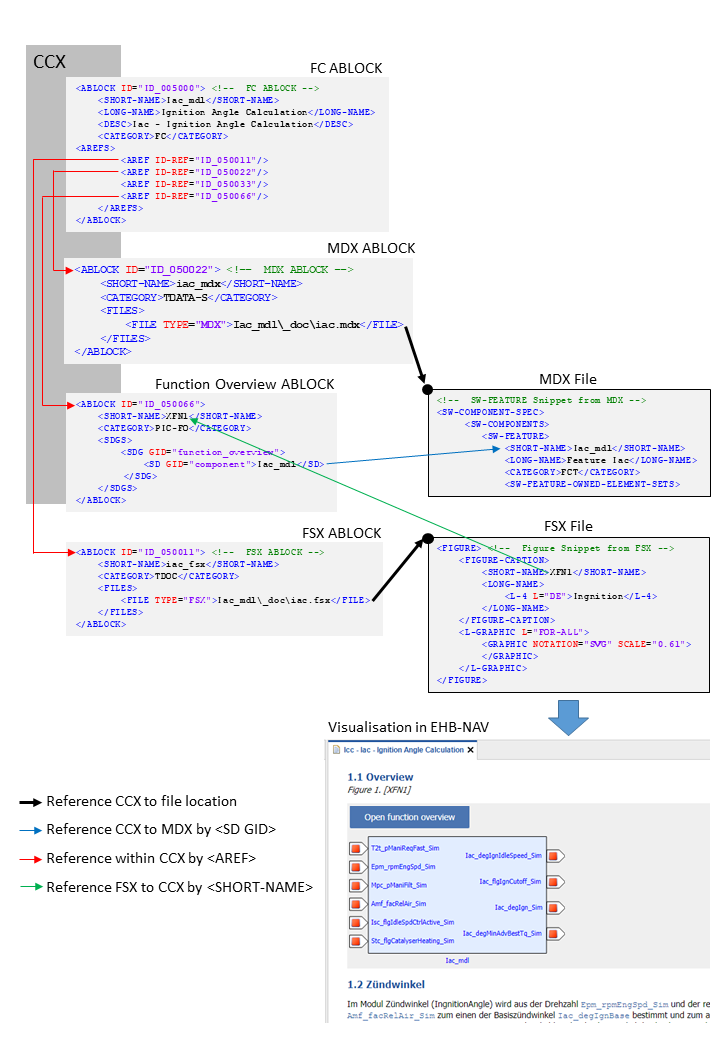 CCX
FC ABLOCK
<ABLOCK ID="ID_005000"> <!--  FC ABLOCK -->
<SHORT-NAME>Iac_mdl</SHORT-NAME>
<LONG-NAME>Ignition Angle Calculation</LONG-NAME>
<DESC>Iac - Ignition Angle Calculation</DESC>
<CATEGORY>FC</CATEGORY>
<AREFS>
<AREF ID-REF="ID_050011"/>
<AREF ID-REF="ID_050022"/>
<AREF ID-REF="ID_050033"/>
<AREF ID-REF="ID_050066"/>
</AREFS>
</ABLOCK>
MDX ABLOCK
<ABLOCK ID="ID_050022"> <!--  MDX ABLOCK -->
<SHORT-NAME>iac_mdx</SHORT-NAME>
<CATEGORY>TDATA-S</CATEGORY>
<FILES>
<FILE TYPE="MDX">Iac_mdl\_doc\iac.mdx</FILE>
</FILES>
</ABLOCK>
Function Overview ABLOCK
<ABLOCK ID="ID_050066">
<SHORT-NAME>XFN1</SHORT-NAME>
<CATEGORY>PIC-FO</CATEGORY>
<SDGS>
<SDG GID="function_overview">
<SD GID="component">Iac_mdl</SD>
</SDG>
</SDGS>
</ABLOCK>
MDX File
<!--  SW-FEATURE Snippet from MDX -->
<SW-COMPONENT-SPEC>
<SW-COMPONENTS>
<SW-FEATURE>
<SHORT-NAME>Iac_mdl</SHORT-NAME>
<LONG-NAME>Feature Iac</LONG-NAME>
<CATEGORY>FCT</CATEGORY>
<SW-FEATURE-OWNED-ELEMENT-SETS>
FSX ABLOCK
<ABLOCK ID="ID_050011"> <!-- FSX ABLOCK -->
<SHORT-NAME>iac_fsx</SHORT-NAME>
<CATEGORY>TDOC</CATEGORY>
<FILES>
<FILE TYPE="FSX">Iac_mdl\_doc\iac.fsx</FILE>
</FILES>
</ABLOCK>
FSX File
<FIGURE> <!--  Figure Snippet from FSX -->
<FIGURE-CAPTION>
<SHORT-NAME>XFN1</SHORT-NAME>
<LONG-NAME>
<L-4 L="DE">Ingnition</L-4>
</LONG-NAME>
</FIGURE-CAPTION>
<L-GRAPHIC L="FOR-ALL">
<GRAPHIC NOTATION="SVG" SCALE="0.61">
</GRAPHIC>
</L-GRAPHIC>
</FIGURE>
Visualisation in EHB-NAV
Icc - Iac - Ignition Angle Calculation
1.1 Overview
Figure 1. [XFN1]
Open function overview
T2t_pManiReqFast_Sim
Epm_rpmEngSpd_Sim
Mpc_pManiFilt_Sim
Amf_facRelAir_Sim
Isc_flgIdleSpdCtrlActive_Sim
Stc_flgCatalyserHeating_Sim
Iac_degIgnIdleSpeed_Sim
Iac_flgIgnCutoff_Sim
Iac_degIgn_Sim
Iac_degMinAdvBestTq_Sim
Iac_mdl
1.2 Zündwinkel
Im Modul Zündwinkel (IngnitionAngle) wird aus der Drehzahl Epm_rpmEngSpd_Sim und der re
Amf_facRelAir_Sim zum einen der Basiszündwinkel Iac_degIgnBase bestimmt und zum a
Reference CCX to file location
Reference CCX to MDX by <SD GID>
Reference within CCX by <AREF>
Reference FSX to CCX by <SHORT-NAME>